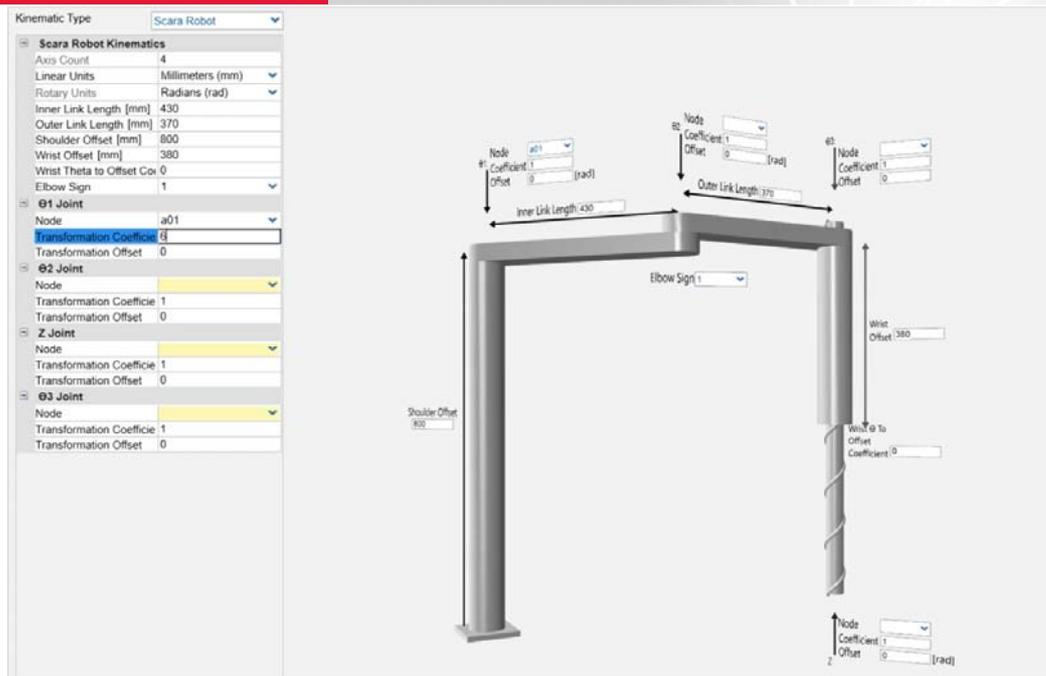 Kinematic Type Scara Robot
Scara Robot Kinematics
Axis Count 4
Linear Units Millimeters (mm)
Rotary Units Radians (rad)
Inner Link Length [mm] 430
Outer Link Length [mm] 370
Shoulder Offset [mm] 800
Wrist Offset [mm] 380
Wrist Theta to Offset Coe 0
Elbow Sign 1
Θ1 Joint
Node a01
Transformation Coefficie 6
Transformation Offset 0
Θ2 Joint
Node
Transformation Coefficie 1
Transformation Offset 0
Z Joint
Node
Transformation Coefficie 1
Transformation Offset 0
Θ3 Joint
Node
Transformation Coefficie 1
Transformation Offset 0
Θ1:
Node a01
Coefficient 1
Offset 0 [rad]
Θ2:
Node
Coefficient 1
Offset 0 [rad]
Θ3:
Node
Coefficient 1
Offset 0
Inner Link Length 430
Outer Link Length 370
Elbow Sign 1
Wrist
Offset 380
Shoulder Offset
800
Wrist Θ To
Offset
Coefficient 0
Z
Node
Coefficient 1
Offset 0 [rad]